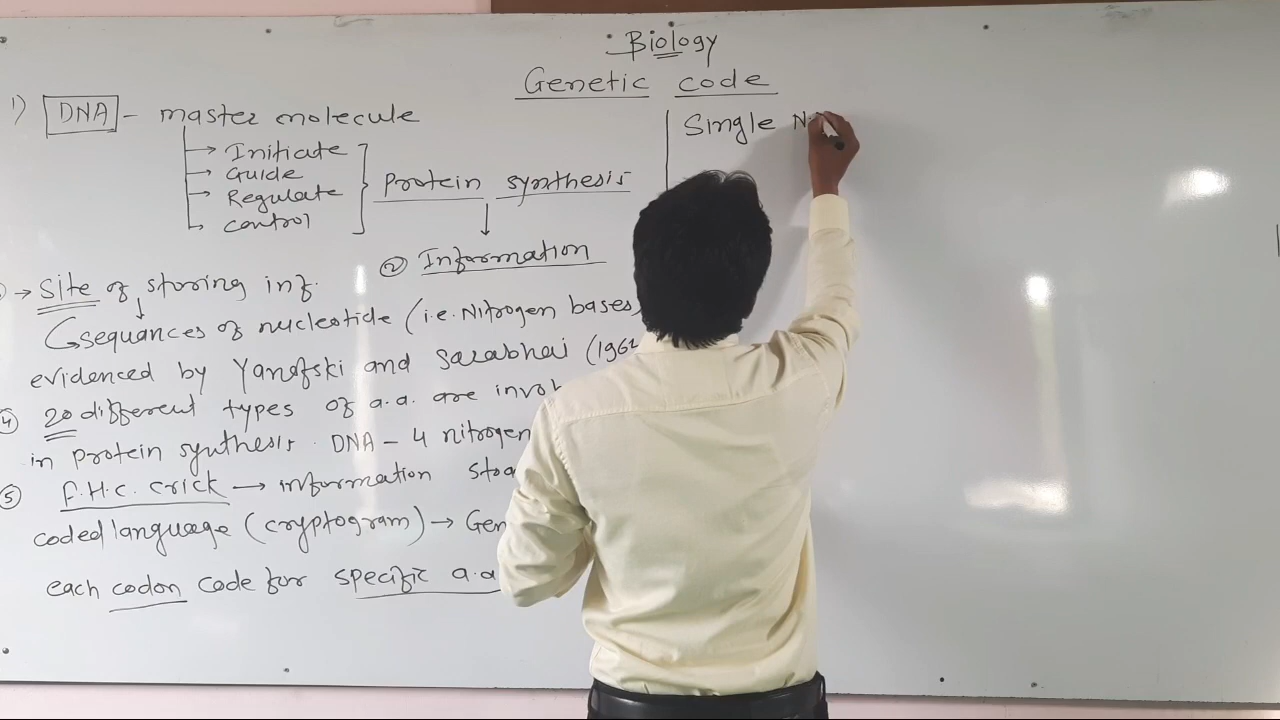 Biology
Genetic code
1) DNA - master molecule
→ Initiate
→ Guide
→ Regulate
→ control
Protein synthesis
② Information
→ Site of storing inf.
sequances of nucleotide (i.e. Nitrogen bases)
evidenced by Yanofski and Sarabhai (1964
④ 20 different types of a.a. are invol
in protein synthesis. DNA - 4 nitrogen
⑤ F.H.C. Crick → information
coded language (cryptogram) → Gen
each codon code for specific a.a
Single